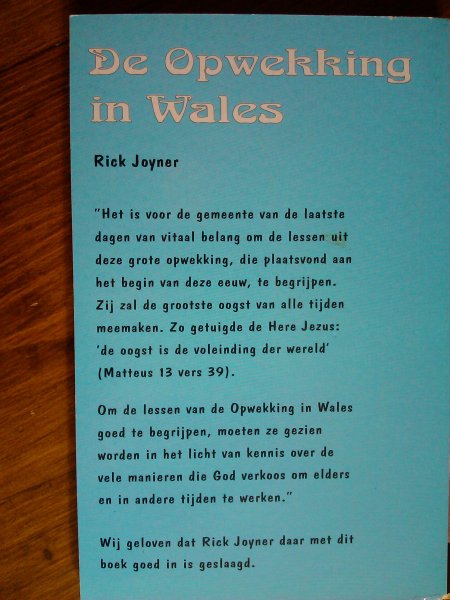 De Opwekking
in Wales
Rick Joyner
"Het is voor de gemeente van de laatste
dagen van vitaal belang om de lessen uit
deze grote opwekking, die plaatsvond aan
het begin van deze eeuw, te begrijpen.
Zij zal de grootste oogst van alle tijden
meemaken. Zo getuigde de Here Jezus:
'de oogst is de voleinding der wereld'
(Matteus 13 vers 39).
Om de lessen van de Opwekking in Wales
goed te begrijpen, moeten ze gezien
worden in het licht van kennis over de
vele manieren die God verkoos om elders
en in andere tijden te werken."
Wij geloven dat Rick Joyner daar met dit
boek goed in is geslaagd.